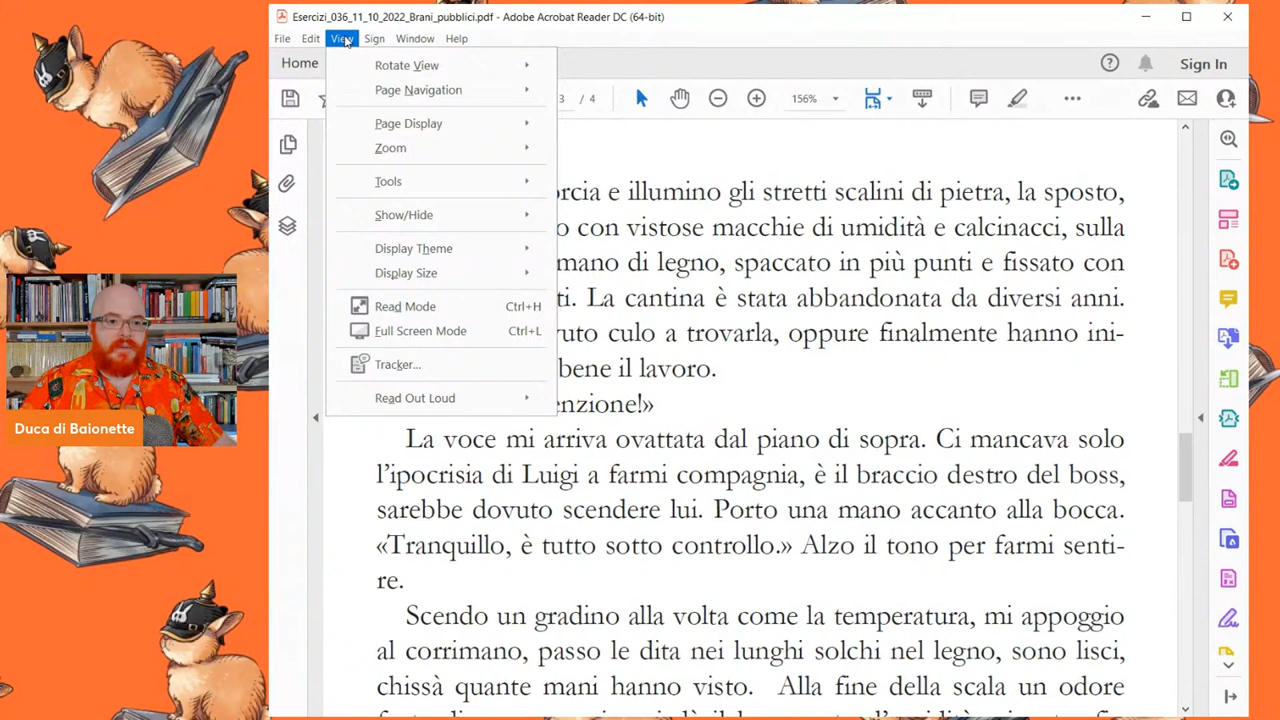 Esercizi_036_11_10_2022_Brani_pubblici.pdf - Adobe Acrobat Reader DC (64-bit)
File Edit View Sign Window Help
Home
Sign In
3 / 4
156%
Rotate View
Page Navigation
Page Display
Zoom
Tools
Show/Hide
Display Theme
Display Size
Read Mode Ctrl+H
Full Screen Mode Ctrl+L
Tracker...
Read Out Loud
orcia e illumino gli stretti scalini di pietra, la sposto,
o con vistose macchie di umidità e calcinacci, sulla
mano di legno, spaccato in più punti e fissato con
ti. La cantina è stata abbandonata da diversi anni.
vuto culo a trovarla, oppure finalmente hanno ini-
bene il lavoro.
enzione!»
La voce mi arriva ovattata dal piano di sopra. Ci mancava solo
l'ipocrisia di Luigi a farmi compagnia, è il braccio destro del boss,
sarebbe dovuto scendere lui. Porto una mano accanto alla bocca.
«Tranquillo, è tutto sotto controllo.» Alzo il tono per farmi senti-
re.
Scendo un gradino alla volta come la temperatura, mi appoggio
al corrimano, passo le dita nei lunghi solchi nel legno, sono lisci,
chissà quante mani hanno visto. Alla fine della scala un odore
Duca di Baionette